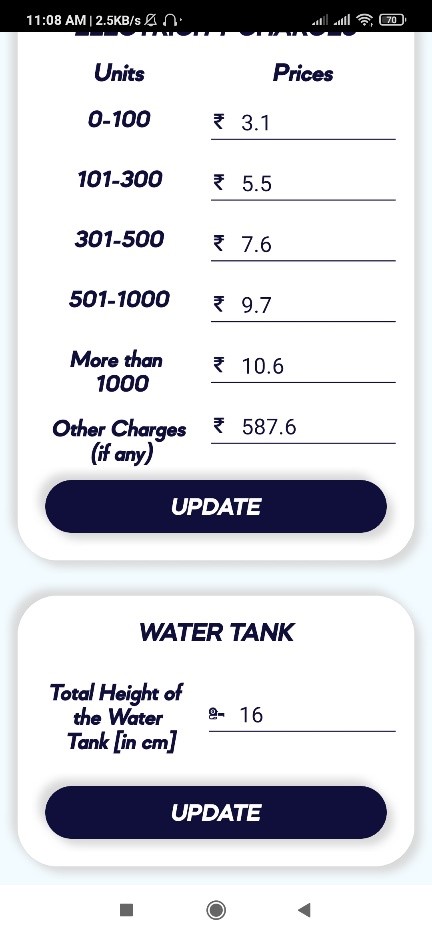 11:08 AM | 2.5KB/s
70
ELECTRICITY CHARGES
Units
Prices
0-100
₹ 3.1
101-300
₹ 5.5
301-500
₹ 7.6
501-1000
₹ 9.7
More than
1000
₹ 10.6
Other Charges
(if any)
₹ 587.6
UPDATE
WATER TANK
Total Height of
the Water
Tank [in cm]
16
UPDATE